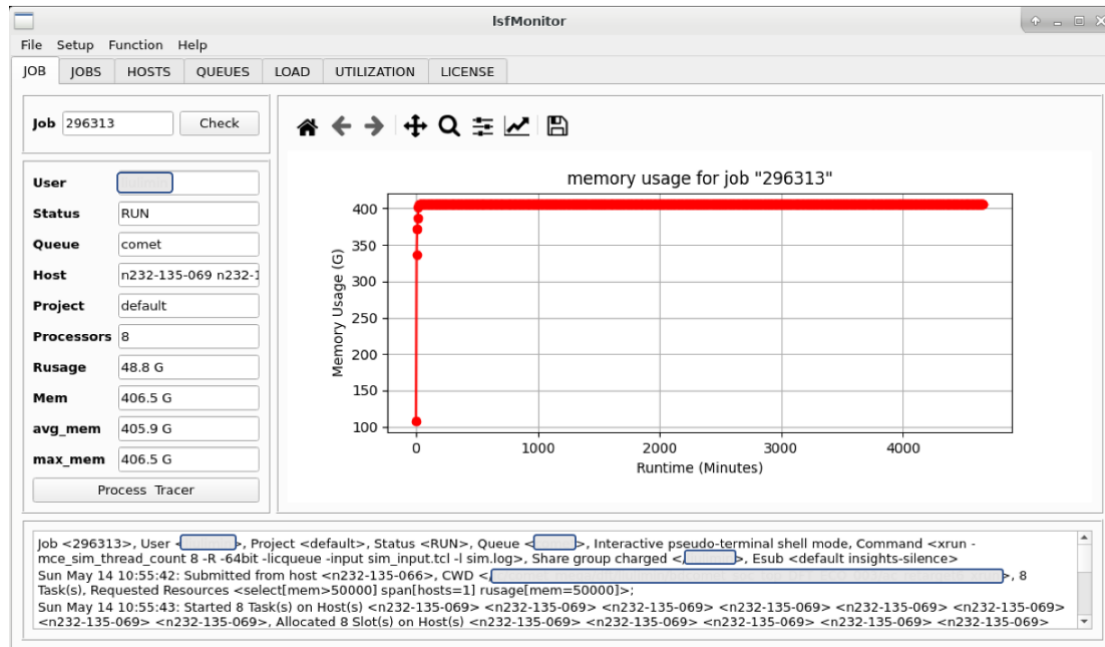 lsfMonitor
File Setup Function Help
JOB JOBS HOSTS QUEUES LOAD UTILIZATION LICENSE
Job 296313 Check
User
Status RUN
Queue comet
Host n232-135-069 n232-1
Project default
Processors 8
Rusage 48.8 G
Mem 406.5 G
avg_mem 405.9 G
max_mem 406.5 G
Process Tracer
memory usage for job "296313"
Memory Usage (G)
400
350
300
250
200
150
100
0 1000 2000 3000 4000
Runtime (Minutes)
Job <296313>, User < >, Project <default>, Status <RUN>, Queue < >, Interactive pseudo-terminal shell mode, Command <xrun -
mce_sim_thread_count 8 -R -64bit -licqueue -input sim_input.tcl -l sim.log>, Share group charged </ >, Esub <default insights-silence>
Sun May 14 10:55:42: Submitted from host <n232-135-066>, CWD </ >, 8
Task(s), Requested Resources <select[mem>50000] span[hosts=1] rusage[mem=50000]>;
Sun May 14 10:55:43: Started 8 Task(s) on Host(s) <n232-135-069> <n232-135-069> <n232-135-069> <n232-135-069> <n232-135-069>
<n232-135-069> <n232-135-069> <n232-135-069>, Allocated 8 Slot(s) on Host(s) <n232-135-069> <n232-135-069> <n232-135-069>